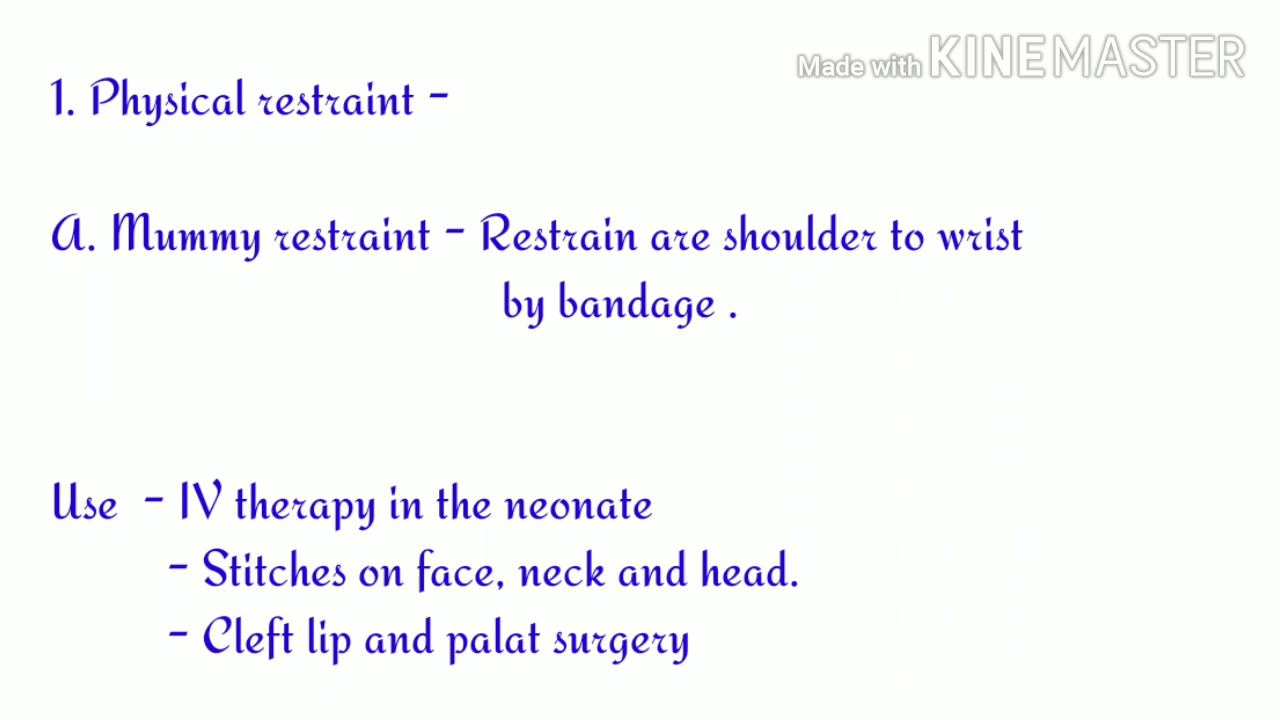 Made with KINEMASTER
1. Physical restraint -
A. Mummy restraint - Restrain are shoulder to wrist
by bandage .
Use - IV therapy in the neonate
- Stitches on face, neck and head.
- Cleft lip and palat surgery